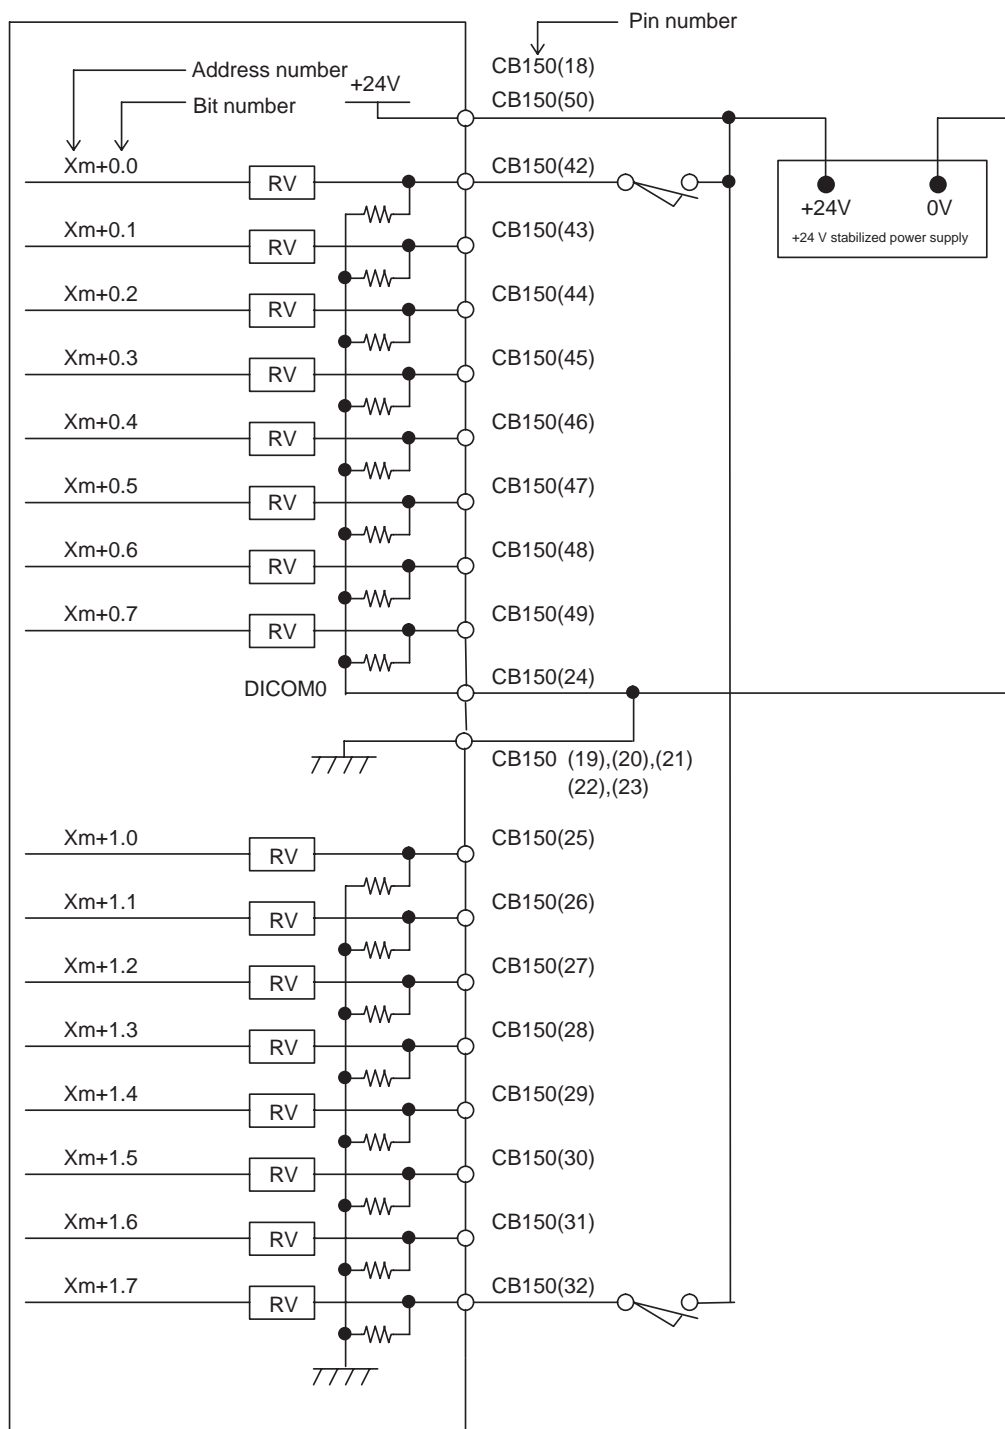 Pin number
CB150(18)
Address number
+24V
CB150(50)
Bit number
Xm+0.0
RV
CB150(42)
+24V
0V
+24 V stabilized power supply
Xm+0.1
RV
CB150(43)
Xm+0.2
RV
CB150(44)
Xm+0.3
RV
CB150(45)
Xm+0.4
RV
CB150(46)
Xm+0.5
RV
CB150(47)
Xm+0.6
RV
CB150(48)
Xm+0.7
RV
CB150(49)
DICOM0
CB150(24)
CB150 (19),(20),(21)
(22),(23)
Xm+1.0
RV
CB150(25)
Xm+1.1
RV
CB150(26)
Xm+1.2
RV
CB150(27)
Xm+1.3
RV
CB150(28)
Xm+1.4
RV
CB150(29)
Xm+1.5
RV
CB150(30)
Xm+1.6
RV
CB150(31)
Xm+1.7
RV
CB150(32)